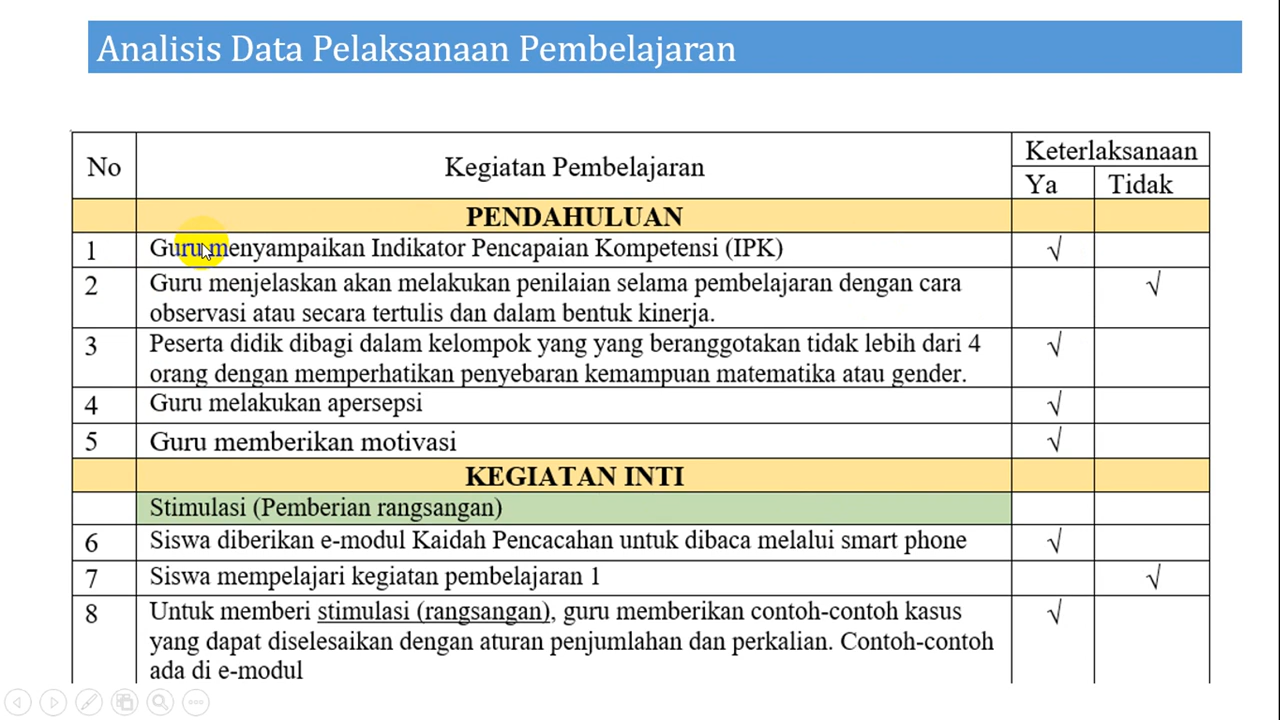 Analisis Data Pelaksanaan Pembelajaran
No
Kegiatan Pembelajaran
Keterlaksanaan
Ya
Tidak
PENDAHULUAN
1
Guru menyampaikan Indikator Pencapaian Kompetensi (IPK)
√
2
Guru menjelaskan akan melakukan penilaian selama pembelajaran dengan cara
observasi atau secara tertulis dan dalam bentuk kinerja.
√
3
Peserta didik dibagi dalam kelompok yang yang beranggotakan tidak lebih dari 4
orang dengan memperhatikan penyebaran kemampuan matematika atau gender.
√
4
Guru melakukan apersepsi
√
5
Guru memberikan motivasi
√
KEGIATAN INTI
Stimulasi (Pemberian rangsangan)
6
Siswa diberikan e-modul Kaidah Pencacahan untuk dibaca melalui smart phone
√
7
Siswa mempelajari kegiatan pembelajaran 1
√
8
Untuk memberi stimulasi (rangsangan), guru memberikan contoh-contoh kasus
yang dapat diselesaikan dengan aturan penjumlahan dan perkalian. Contoh-contoh
ada di e-modul
√